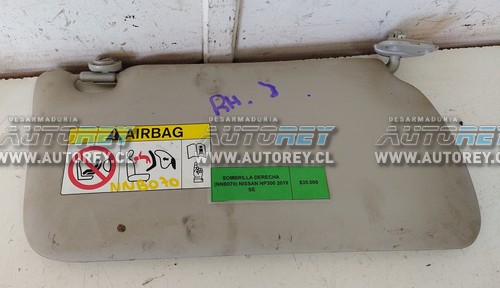 RH. J
DESARMADURIA
AUTOREY
WWW.AUTOREY.CL
DESARMADURIA
AUTOREY
WWW.AUTOREY.CL
DESARMADURIA
AUTOREY
WWW.AUTOREY.CL
AIRBAG
NNB070
SOMBRILLA DERECHA
(NNB070) NISSAN NP300 2019
SE
$35.000